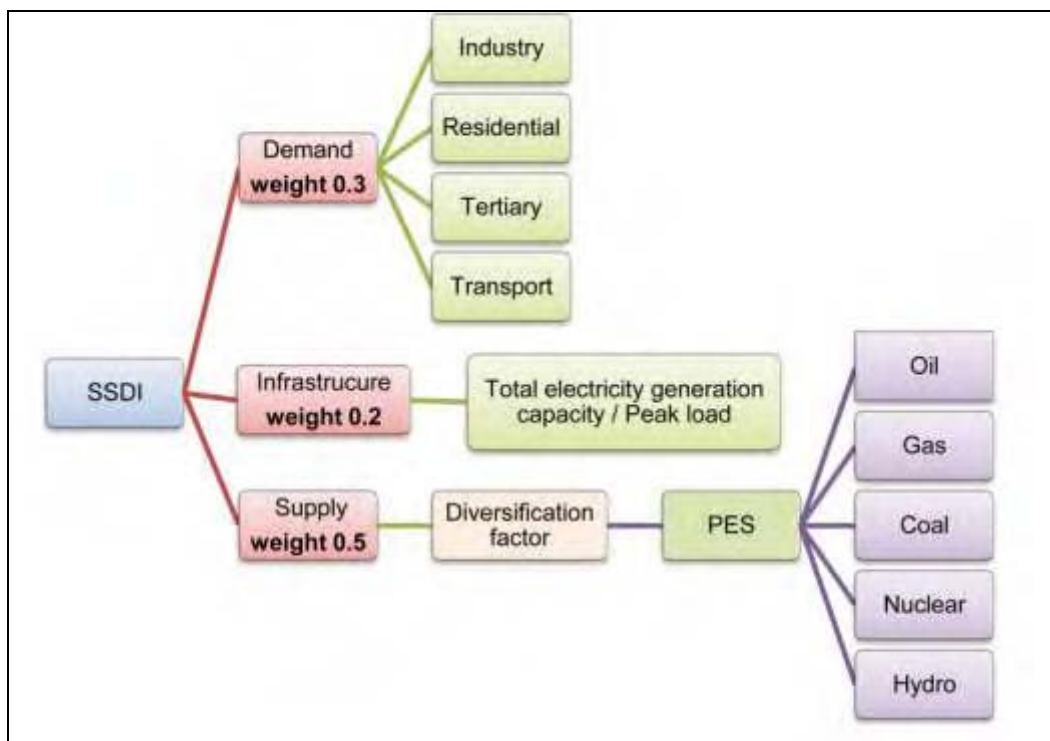 Industry
Residential
Demand
weight 0.3
Tertiary
Transport
SSDI
Infrastrucure
weight 0.2
Total electricity generation
capacity / Peak load
Oil
Gas
Supply
weight 0.5
Diversification
factor
PES
Coal
Nuclear
Hydro